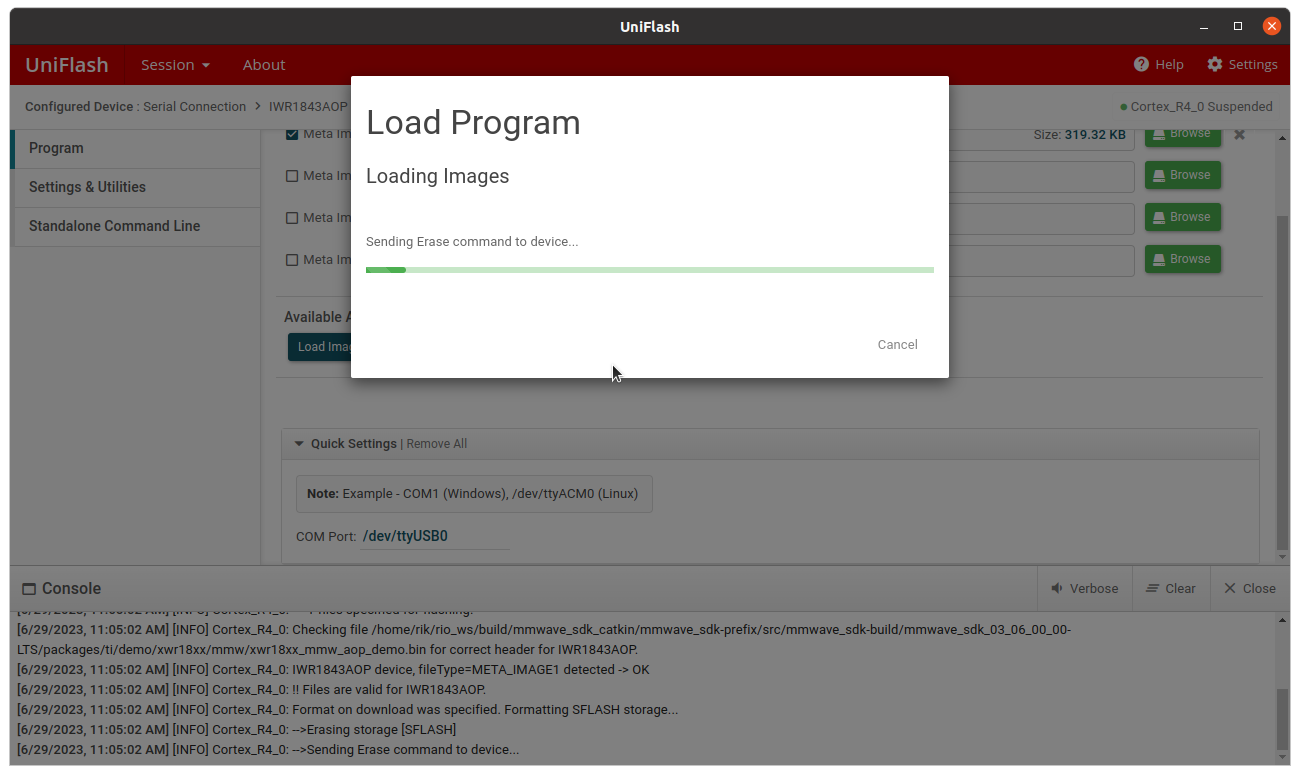 UniFlash
UniFlash Session About Help Settings
Configured Device : Serial Connection > IWR1843AOP Cortex_R4_0 Suspended
Load Program
Loading Images
Sending Erase command to device...
Cancel
Program
Settings & Utilities
Standalone Command Line
Meta Im Size: 319.32 KB Browse
Meta Im Browse
Meta Im Browse
Meta Im Browse
Available A
Load Imag
Quick Settings | Remove All
Note: Example - COM1 (Windows), /dev/ttyACM0 (Linux)
COM Port: /dev/ttyUSB0
Console Verbose Clear Close
[6/29/2023, 11:05:02 AM] [INFO] Cortex_R4_0: files specified for flashing.
[6/29/2023, 11:05:02 AM] [INFO] Cortex_R4_0: Checking file /home/rik/rio_ws/build/mmwave_sdk_catkin/mmwave_sdk-prefix/src/mmwave_sdk-build/mmwave_sdk_03_06_00_00-
LTS/packages/ti/demo/xwr18xx/mmw/xwr18xx_mmw_aop_demo.bin for correct header for IWR1843AOP.
[6/29/2023, 11:05:02 AM] [INFO] Cortex_R4_0: IWR1843AOP device, fileType=META_IMAGE1 detected -> OK
[6/29/2023, 11:05:02 AM] [INFO] Cortex_R4_0: !! Files are valid for IWR1843AOP.
[6/29/2023, 11:05:02 AM] [INFO] Cortex_R4_0: Format on download was specified. Formatting SFLASH storage...
[6/29/2023, 11:05:02 AM] [INFO] Cortex_R4_0: -->Erasing storage [SFLASH]
[6/29/2023, 11:05:02 AM] [INFO] Cortex_R4_0: -->Sending Erase command to device...